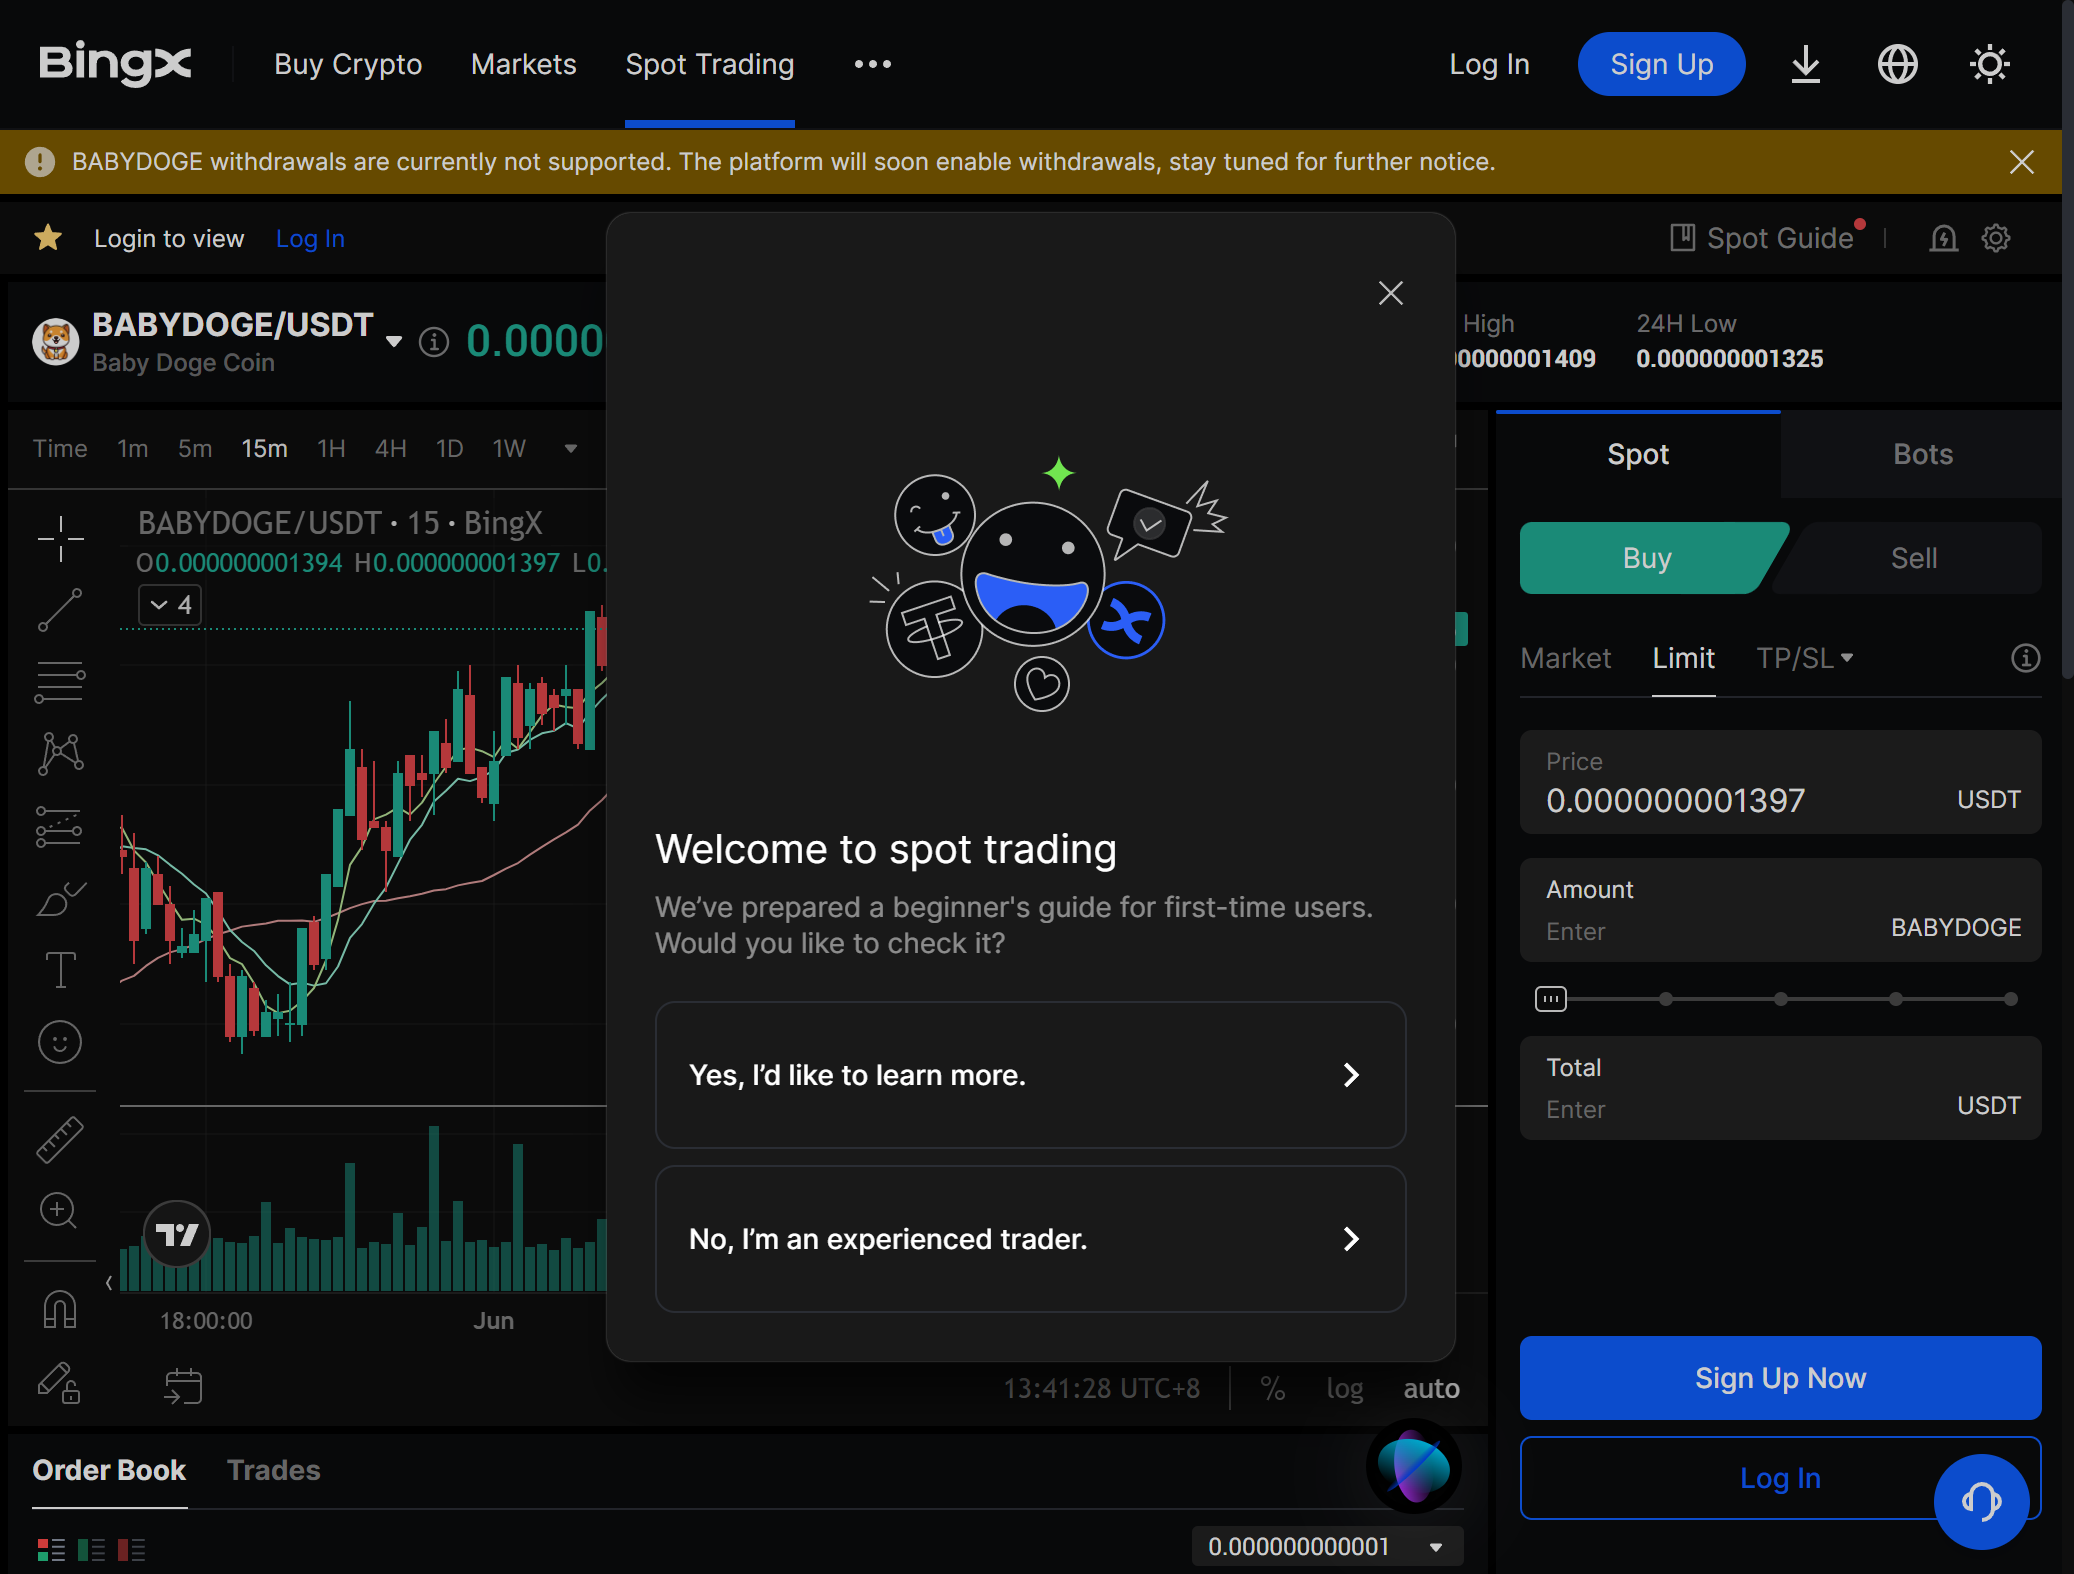 BingX
Buy Crypto
Markets
Spot Trading
Log In
Sign Up
BABYDOGE withdrawals are currently not supported. The platform will soon enable withdrawals, stay tuned for further notice.
Login to view
Log In
Spot Guide
BABYDOGE/USDT
Baby Doge Coin
0.0000
High
24H Low
0000001409
0.000000001325
Time
1m
5m
15m
1H
4H
1D
1W
BABYDOGE/USDT · 15 · BingX
O0.000000001394 H0.000000001397 L0.
4
18:00:00
Jun
13:41:28 UTC+8
%
log
auto
Welcome to spot trading
We’ve prepared a beginner's guide for first-time users.
Would you like to check it?
Yes, I’d like to learn more.
No, I’m an experienced trader.
Spot
Bots
Buy
Sell
Market
Limit
TP/SL
Price
0.000000001397
USDT
Amount
Enter
BABYDOGE
Total
Enter
USDT
Sign Up Now
Log In
Order Book
Trades
0.000000000001